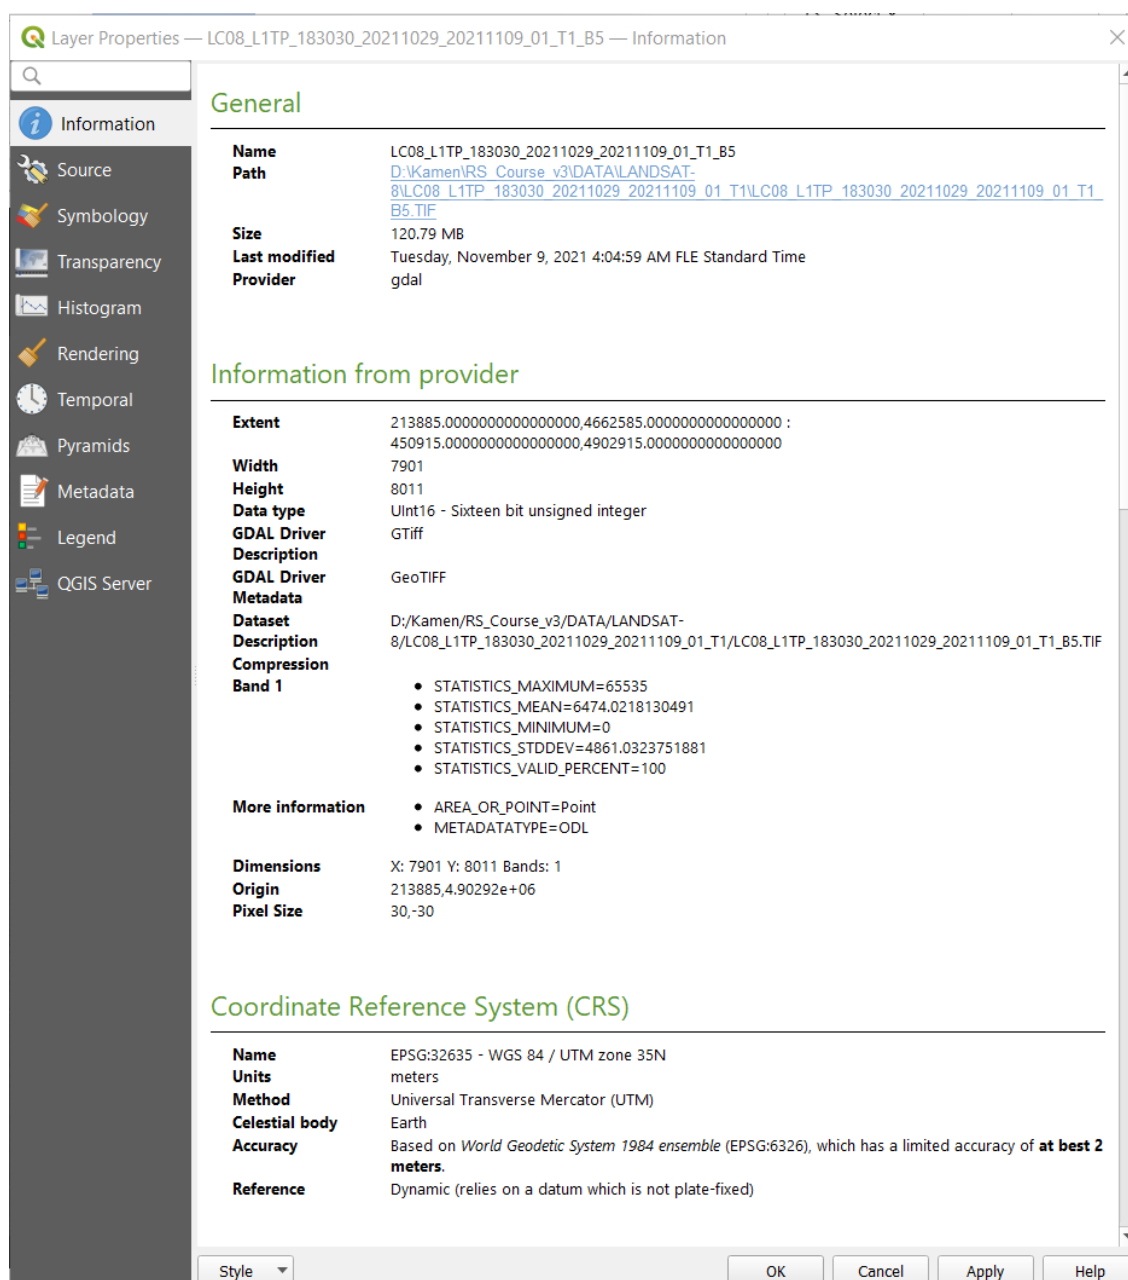 Layer Properties — LC08_L1TP_183030_20211029_20211109_01_T1_B5 — Information
Information
Source
Symbology
Transparency
Histogram
Rendering
Temporal
Pyramids
Metadata
Legend
QGIS Server
General
Name LC08_L1TP_183030_20211029_20211109_01_T1_B5
Path D:\Kamen\RS_Course_v3\DATA\LANDSAT-
8\LC08_L1TP_183030_20211029_20211109_01_T1\LC08_L1TP_183030_20211029_20211109_01_T1_
B5.TIF
Size 120.79 MB
Last modified Tuesday, November 9, 2021 4:04:59 AM FLE Standard Time
Provider gdal
Information from provider
Extent 213885.0000000000000000,4662585.0000000000000000 :
450915.0000000000000000,4902915.0000000000000000
Width 7901
Height 8011
Data type UInt16 - Sixteen bit unsigned integer
GDAL Driver GTiff
Description
GDAL Driver GeoTIFF
Metadata
Dataset D:/Kamen/RS_Course_v3/DATA/LANDSAT-
Description 8/LC08_L1TP_183030_20211029_20211109_01_T1/LC08_L1TP_183030_20211029_20211109_01_T1_B5.TIF
Compression
Band 1 • STATISTICS_MAXIMUM=65535
• STATISTICS_MEAN=6474.0218130491
• STATISTICS_MINIMUM=0
• STATISTICS_STDDEV=4861.0323751881
• STATISTICS_VALID_PERCENT=100
More information • AREA_OR_POINT=Point
• METADATATYPE=ODL
Dimensions X: 7901 Y: 8011 Bands: 1
Origin 213885,4.90292e+06
Pixel Size 30,-30
Coordinate Reference System (CRS)
Name EPSG:32635 - WGS 84 / UTM zone 35N
Units meters
Method Universal Transverse Mercator (UTM)
Celestial body Earth
Accuracy Based on World Geodetic System 1984 ensemble (EPSG:6326), which has a limited accuracy of at best 2
meters.
Reference Dynamic (relies on a datum which is not plate-fixed)
Style OK Cancel Apply Help